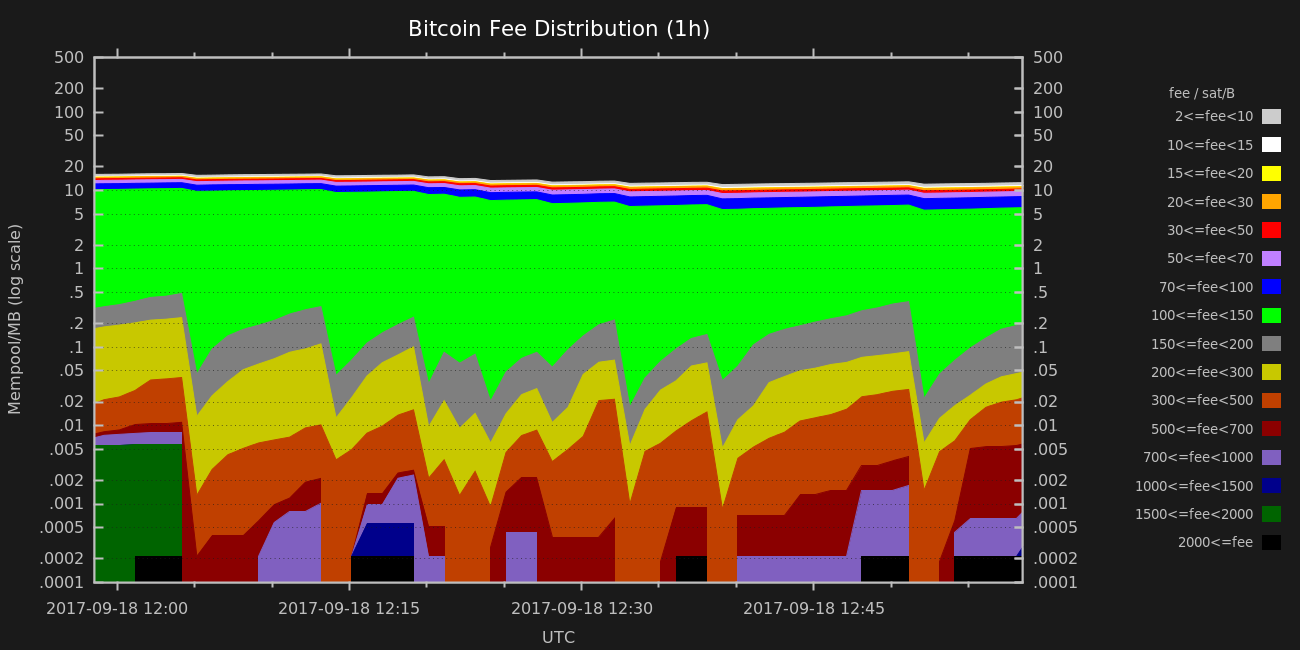 Bitcoin Fee Distribution (1h)
500 500
200 200
100 100
50 50
20 20
10 10
5 5
2 2
1 1
.5 .5
.2 .2
.1 .1
.05 .05
.02 .02
.01 .01
.005 .005
.002 .002
.001 .001
.0005 .0005
.0002 .0002
.0001 .0001
Mempool/MB (log scale)
2017-09-18 12:00 2017-09-18 12:15 2017-09-18 12:30 2017-09-18 12:45
UTC
fee / sat/B
2<=fee<10
10<=fee<15
15<=fee<20
20<=fee<30
30<=fee<50
50<=fee<70
70<=fee<100
100<=fee<150
150<=fee<200
200<=fee<300
300<=fee<500
500<=fee<700
700<=fee<1000
1000<=fee<1500
1500<=fee<2000
2000<=fee